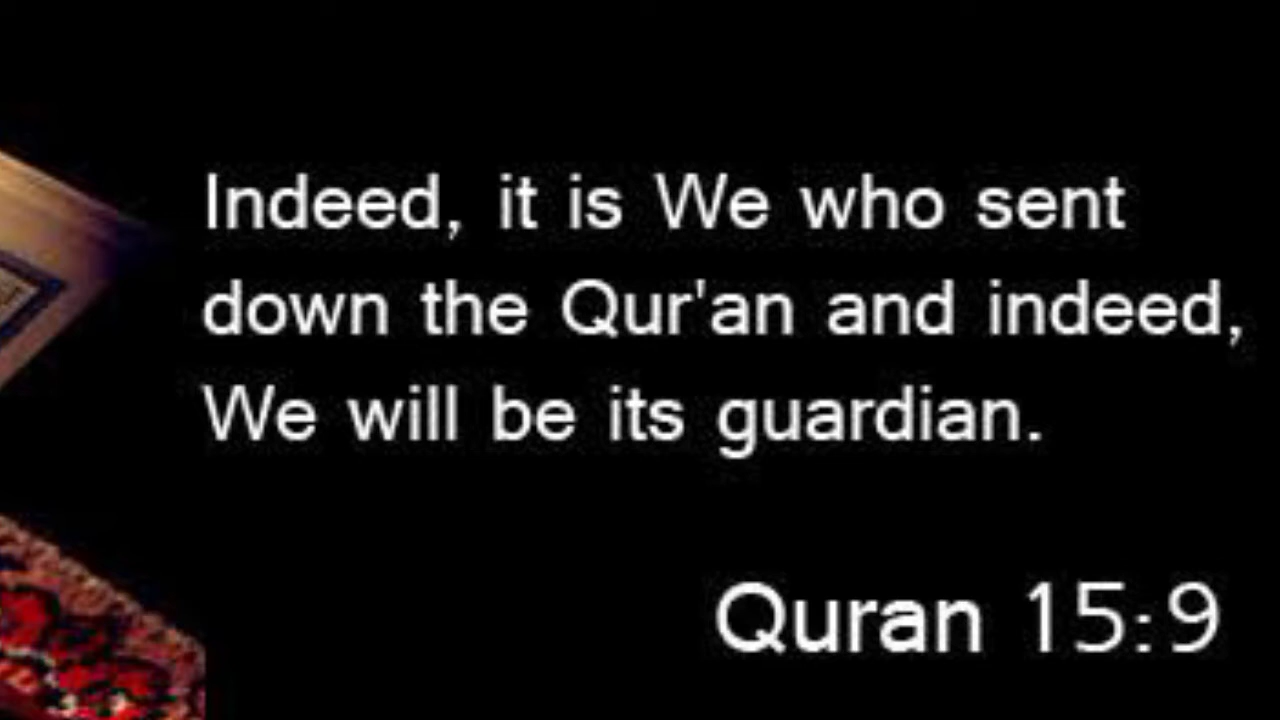 Indeed, it is We who sent
down the Qur'an and indeed,
We will be its guardian.
Quran 15:9